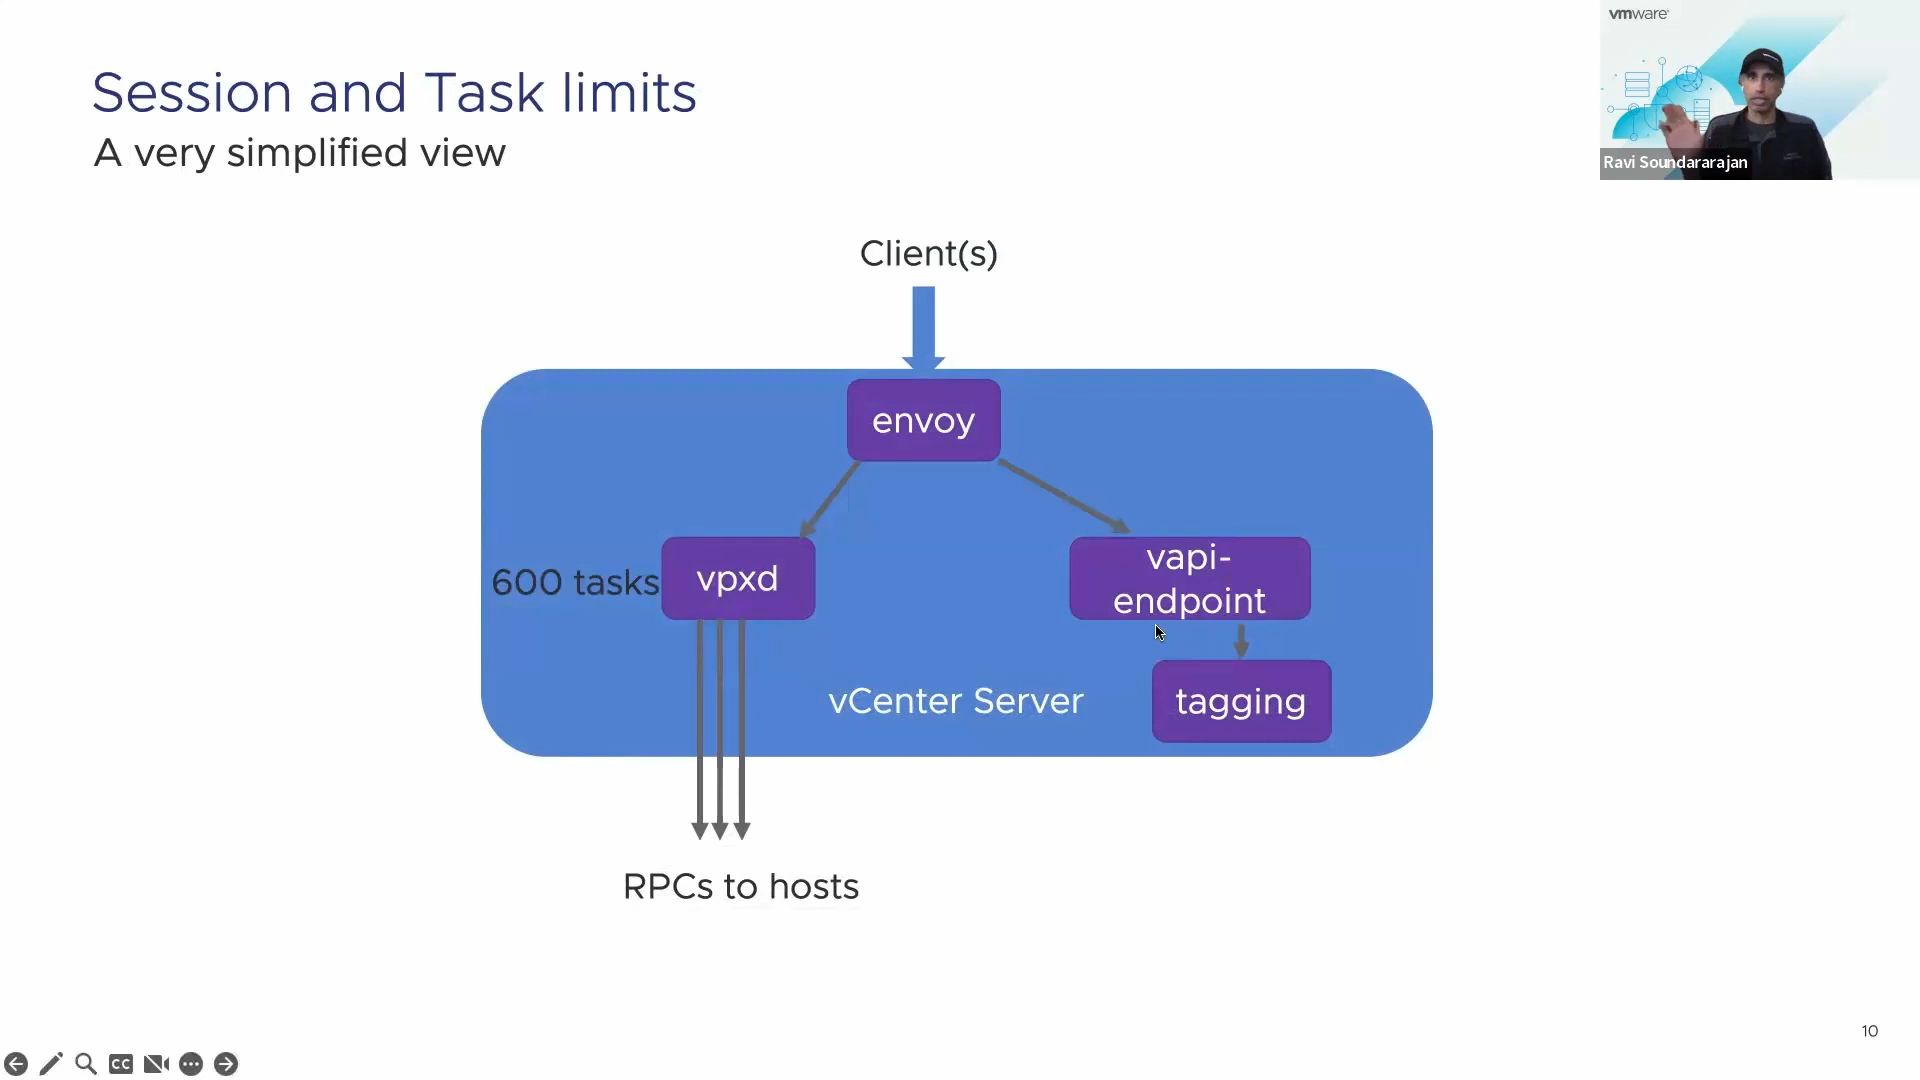 vmware
Session and Task limits
A very simplified view
Ravi Soundararajan
Client(s)
envoy
600 tasks
vpxd
vapi-
endpoint
vCenter Server
tagging
RPCs to hosts
10
CC